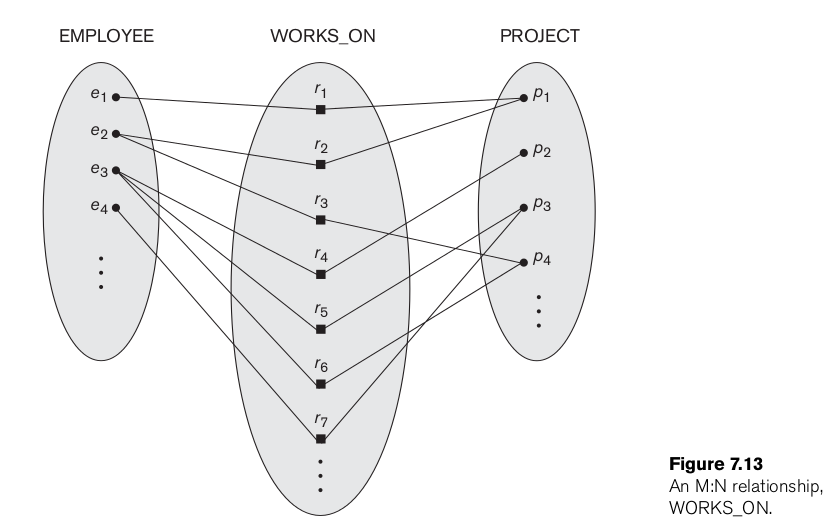 EMPLOYEE WORKS_ON PROJECT
e1
e2
e3
e4
r1
r2
r3
r4
r5
r6
r7
p1
p2
p3
p4
Figure 7.13
An M:N relationship,
WORKS_ON.